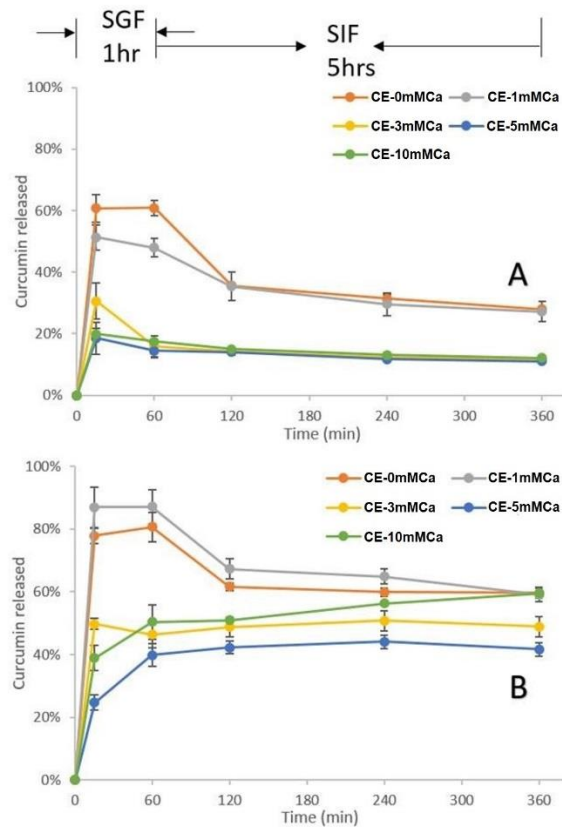 SGF
1hr
SIF
5hrs
100%
80%
60%
40%
20%
0%
Curcumin released
CE-0mMCa CE-1mMCa
CE-3mMCa CE-5mMCa
CE-10mMCa
A
0 60 120 180 240 300 360
Time (min)
100%
80%
60%
40%
20%
0%
Curcumin released
CE-0mMCa CE-1mMCa
CE-3mMCa CE-5mMCa
CE-10mMCa
B
0 60 120 180 240 300 360
Time (min)